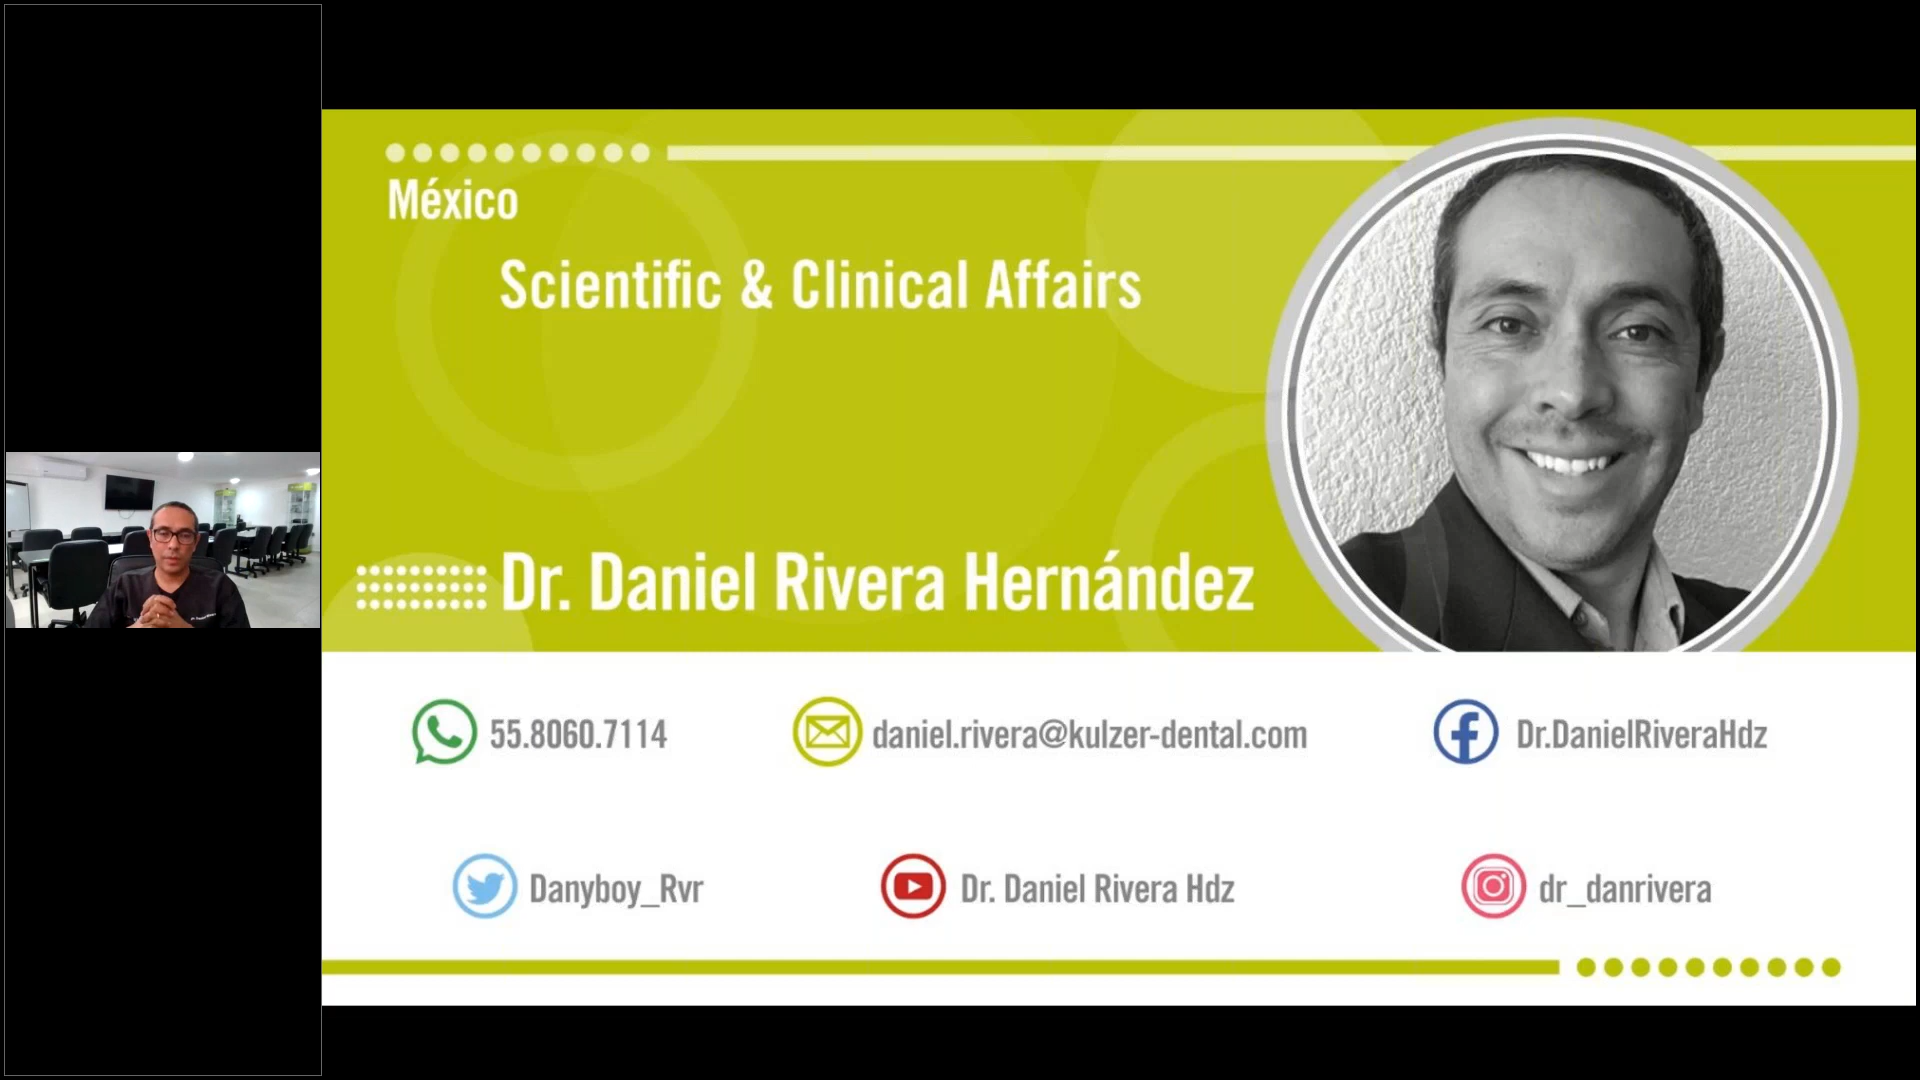 México
Scientific & Clinical Affairs
Dr. Daniel Rivera Hernández
55.8060.7114
daniel.rivera@kulzer-dental.com
Dr.DanielRiveraHdz
Danyboy_Rvr
Dr. Daniel Rivera Hdz
dr_danrivera